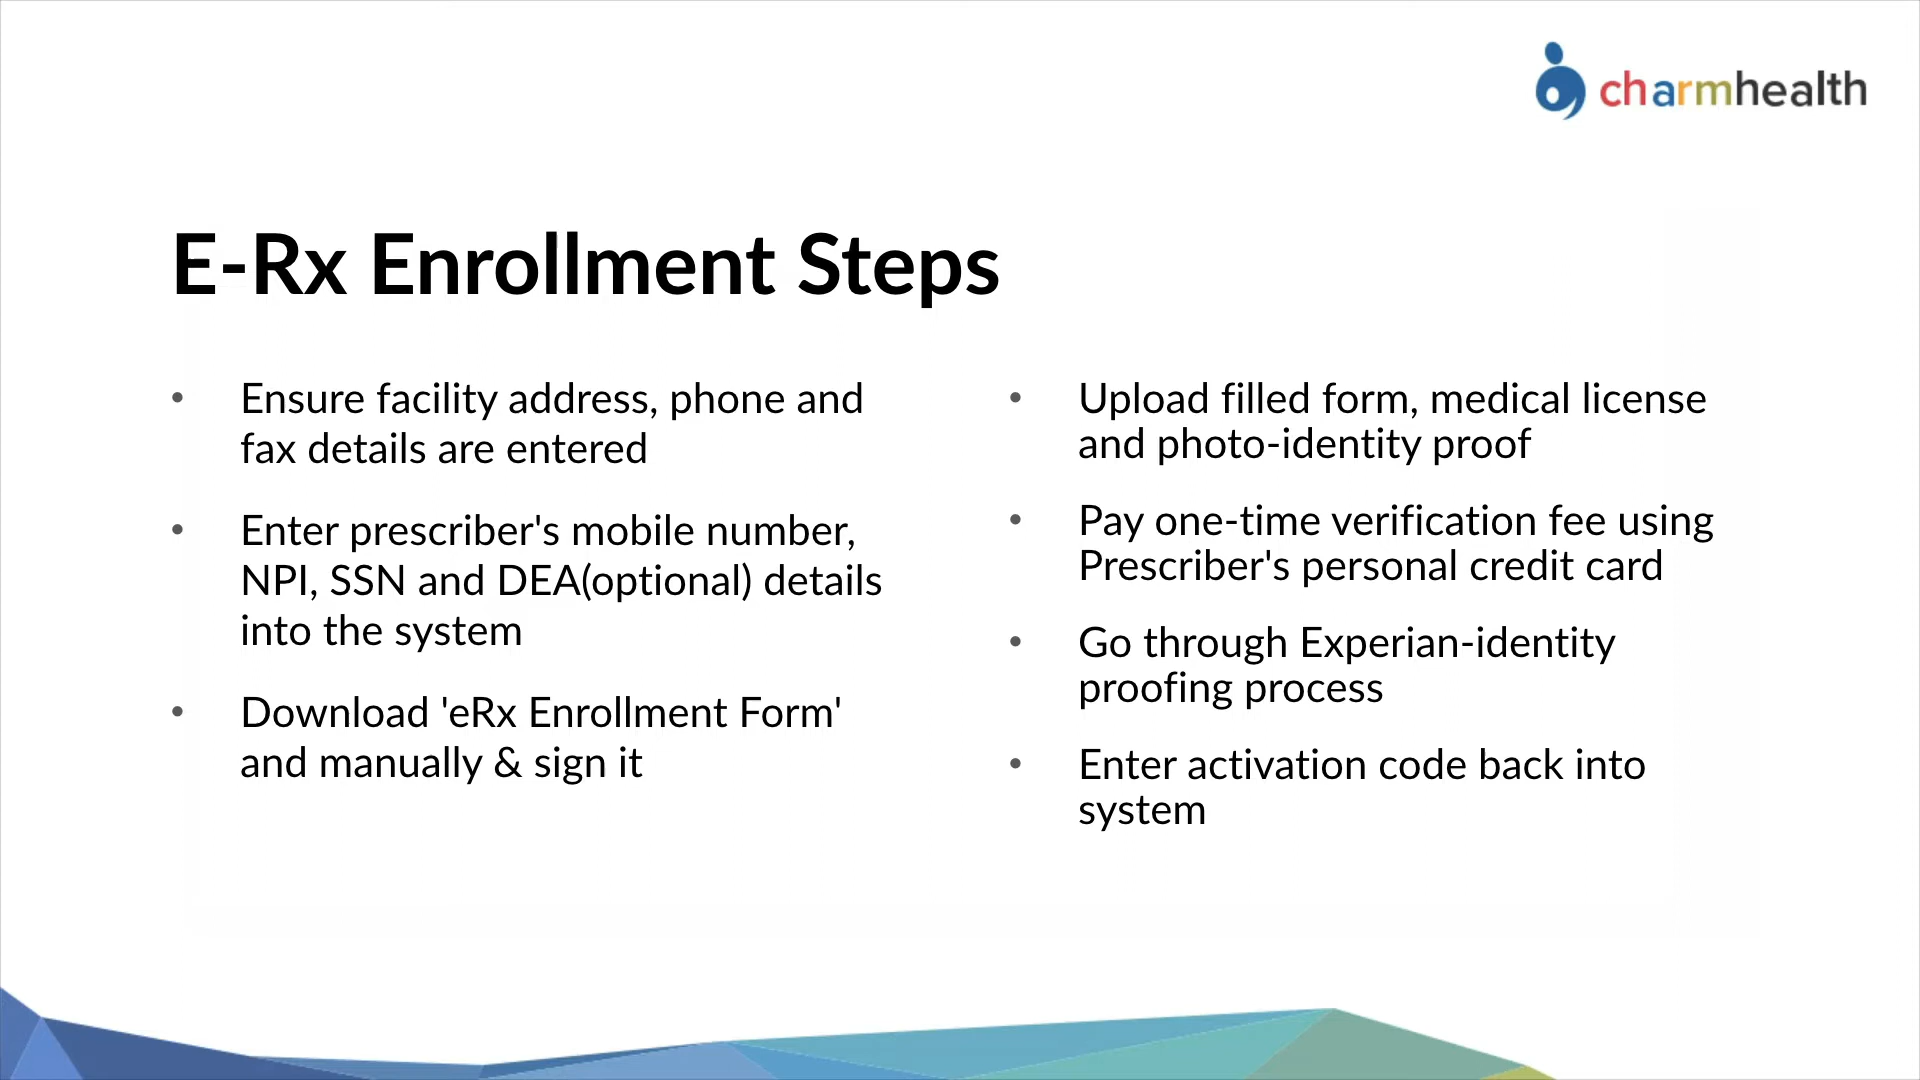 charmhealth
E-Rx Enrollment Steps
• Ensure facility address, phone and
fax details are entered
• Enter prescriber's mobile number,
NPI, SSN and DEA(optional) details
into the system
• Download 'eRx Enrollment Form'
and manually & sign it
• Upload filled form, medical license
and photo-identity proof
• Pay one-time verification fee using
Prescriber's personal credit card
• Go through Experian-identity
proofing process
• Enter activation code back into
system